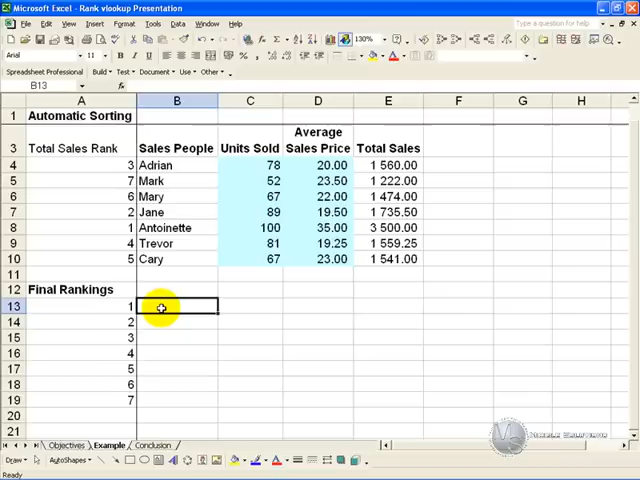 Microsoft Excel - Rank vlookup Presentation
File Edit View Insert Format Tools Data Window Help
Type a question for help
130%
Arial 11 B I U
Spreadsheet Professional Build Test Document Use Other
B13 fx
A B C D E F G H
1 Automatic Sorting
3 Total Sales Rank Sales People Units Sold Average Sales Price Total Sales
4 3 Adrian 78 20.00 1 560.00
5 7 Mark 52 23.50 1 222.00
6 6 Mary 67 22.00 1 474.00
7 2 Jane 89 19.50 1 735.50
8 1 Antoinette 100 35.00 3 500.00
9 4 Trevor 81 19.25 1 559.25
10 5 Cary 67 23.00 1 541.00
11
12 Final Rankings
13 1
14 2
15 3
16 4
17 5
18 6
19 7
20
21
Objectives Example Conclusion
Draw AutoShapes
Ready